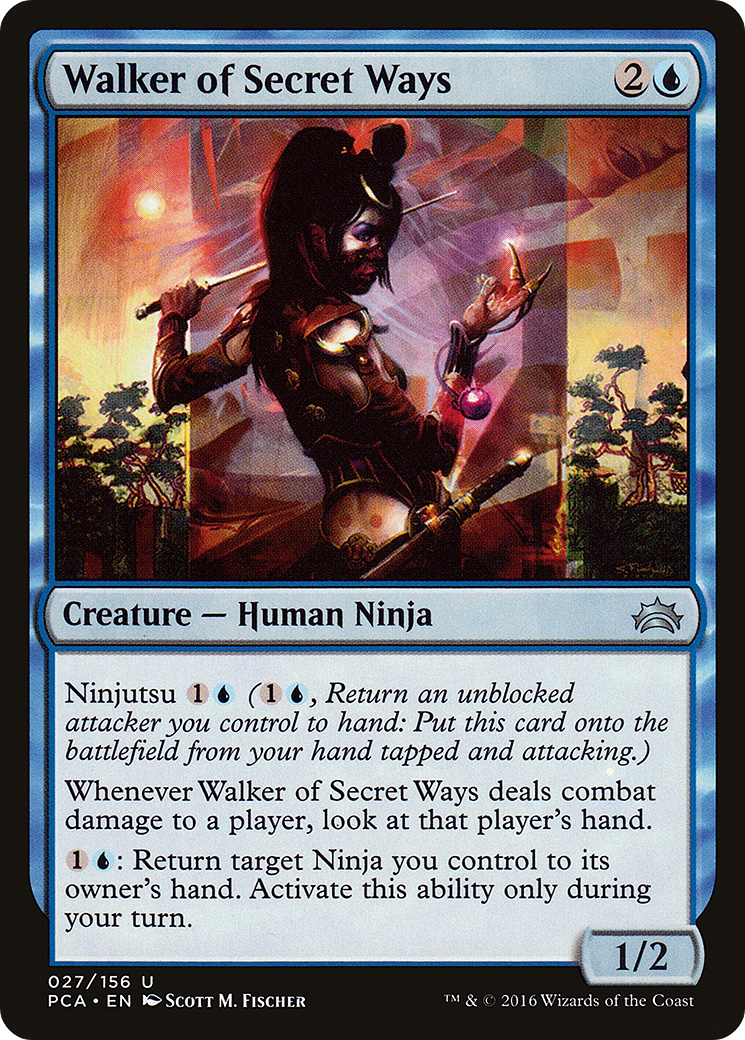 Walker of Secret Ways 2
Creature — Human Ninja
Ninjutsu 1 (1, Return an unblocked
attacker you control to hand: Put this card onto the
battlefield from your hand tapped and attacking.)
Whenever Walker of Secret Ways deals combat
damage to a player, look at that player's hand.
1: Return target Ninja you control to its
owner's hand. Activate this ability only during
your turn.
1/2
027/156 U
PCA • EN Scott M. Fischer ™ & © 2016 Wizards of the Coast